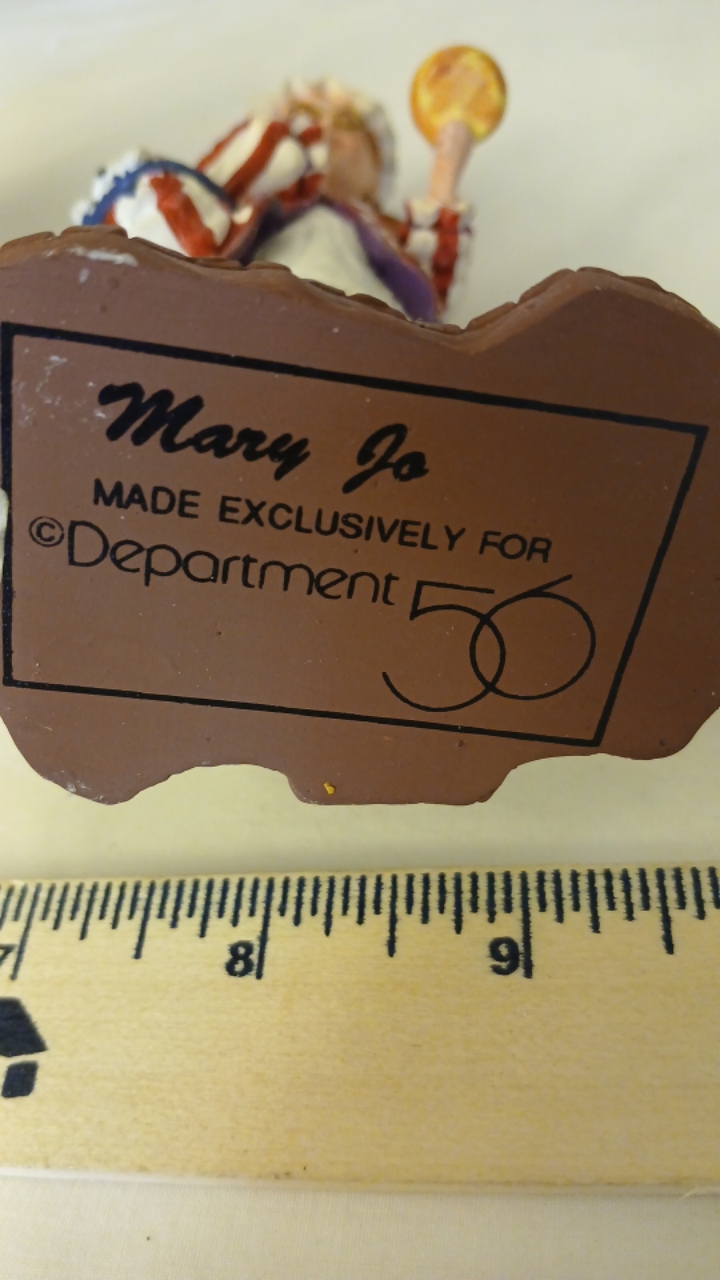 Mary Jo
MADE EXCLUSIVELY FOR
©Department 56
7 8 9